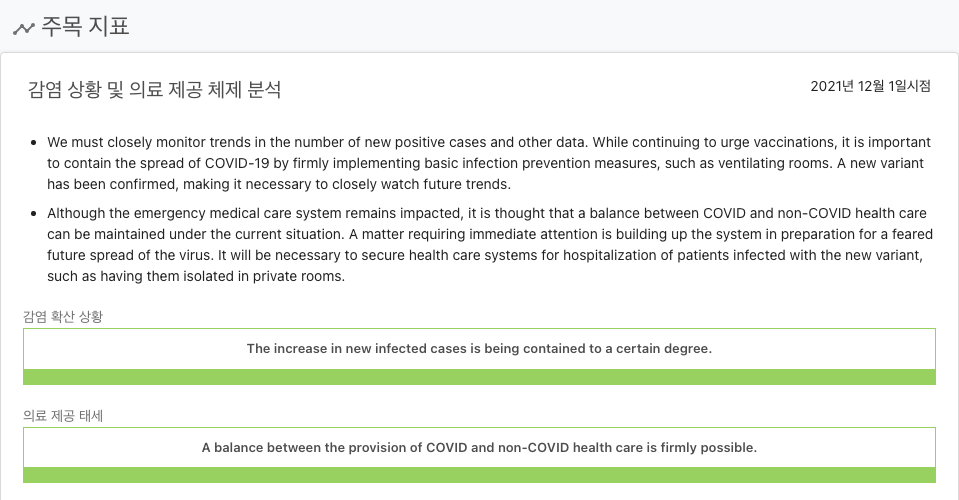 주목 지표
감염 상황 및 의료 제공 체제 분석
2021년 12월 1일시점
• We must closely monitor trends in the number of new positive cases and other data. While continuing to urge vaccinations, it is important
to contain the spread of COVID-19 by firmly implementing basic infection prevention measures, such as ventilating rooms. A new variant
has been confirmed, making it necessary to closely watch future trends.
• Although the emergency medical care system remains impacted, it is thought that a balance between COVID and non-COVID health care
can be maintained under the current situation. A matter requiring immediate attention is building up the system in preparation for a feared
future spread of the virus. It will be necessary to secure health care systems for hospitalization of patients infected with the new variant,
such as having them isolated in private rooms.
감염 확산 상황
The increase in new infected cases is being contained to a certain degree.
의료 제공 태세
A balance between the provision of COVID and non-COVID health care is firmly possible.